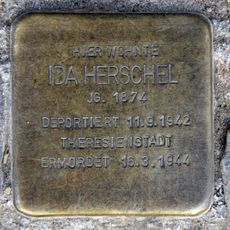 HIER WOHNTE
IDA HERSCHEL
JG. 1874
DEPORTIERT 11.9.1942
THERESIENSTADT
ERMORDET 16.3.1944